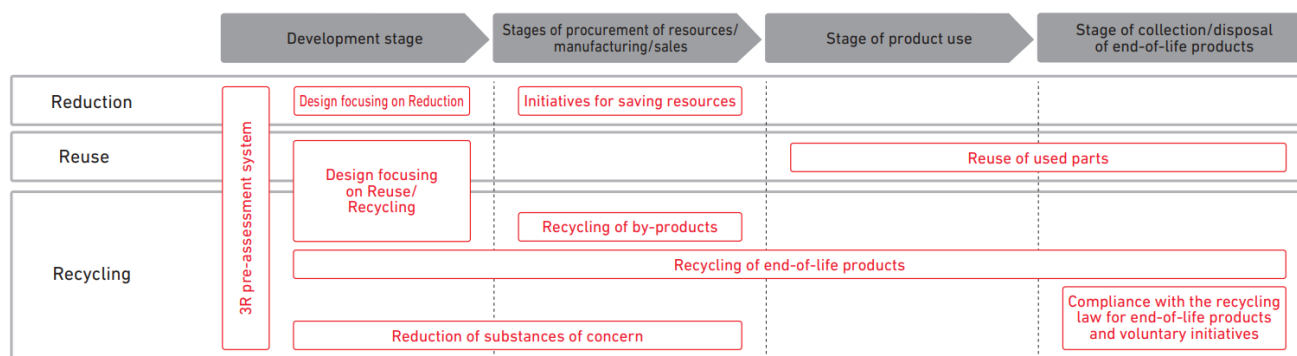 Development stage
Stages of procurement of resources/
manufacturing/sales
Stage of product use
Stage of collection/disposal
of end-of-life products
Reduction
3R pre-assessment system
Design focusing on Reduction
Initiatives for saving resources
Reuse
Design focusing
on Reuse/
Recycling
Reuse of used parts
Recycling of by-products
Recycling
Recycling of end-of-life products
Compliance with the recycling
law for end-of-life products
and voluntary initiatives
Reduction of substances of concern